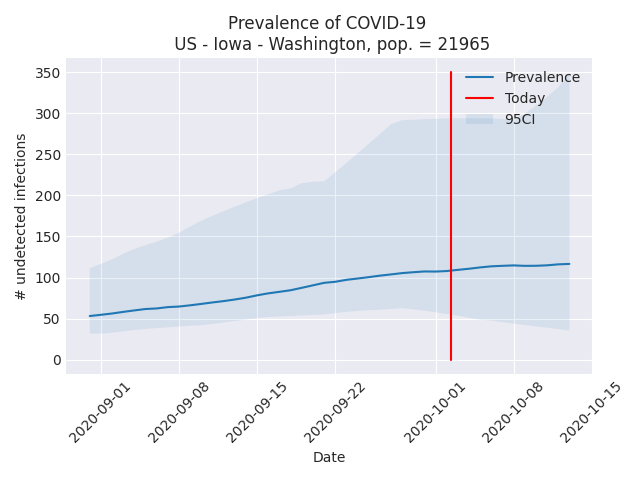 Prevalence of COVID-19
US - Iowa - Washington, pop. = 21965
350
300
250
200
150
100
50
0
# undetected infections
Prevalence
Today
95CI
2020-09-01
2020-09-08
2020-09-15
2020-09-22
2020-10-01
2020-10-08
2020-10-15
Date